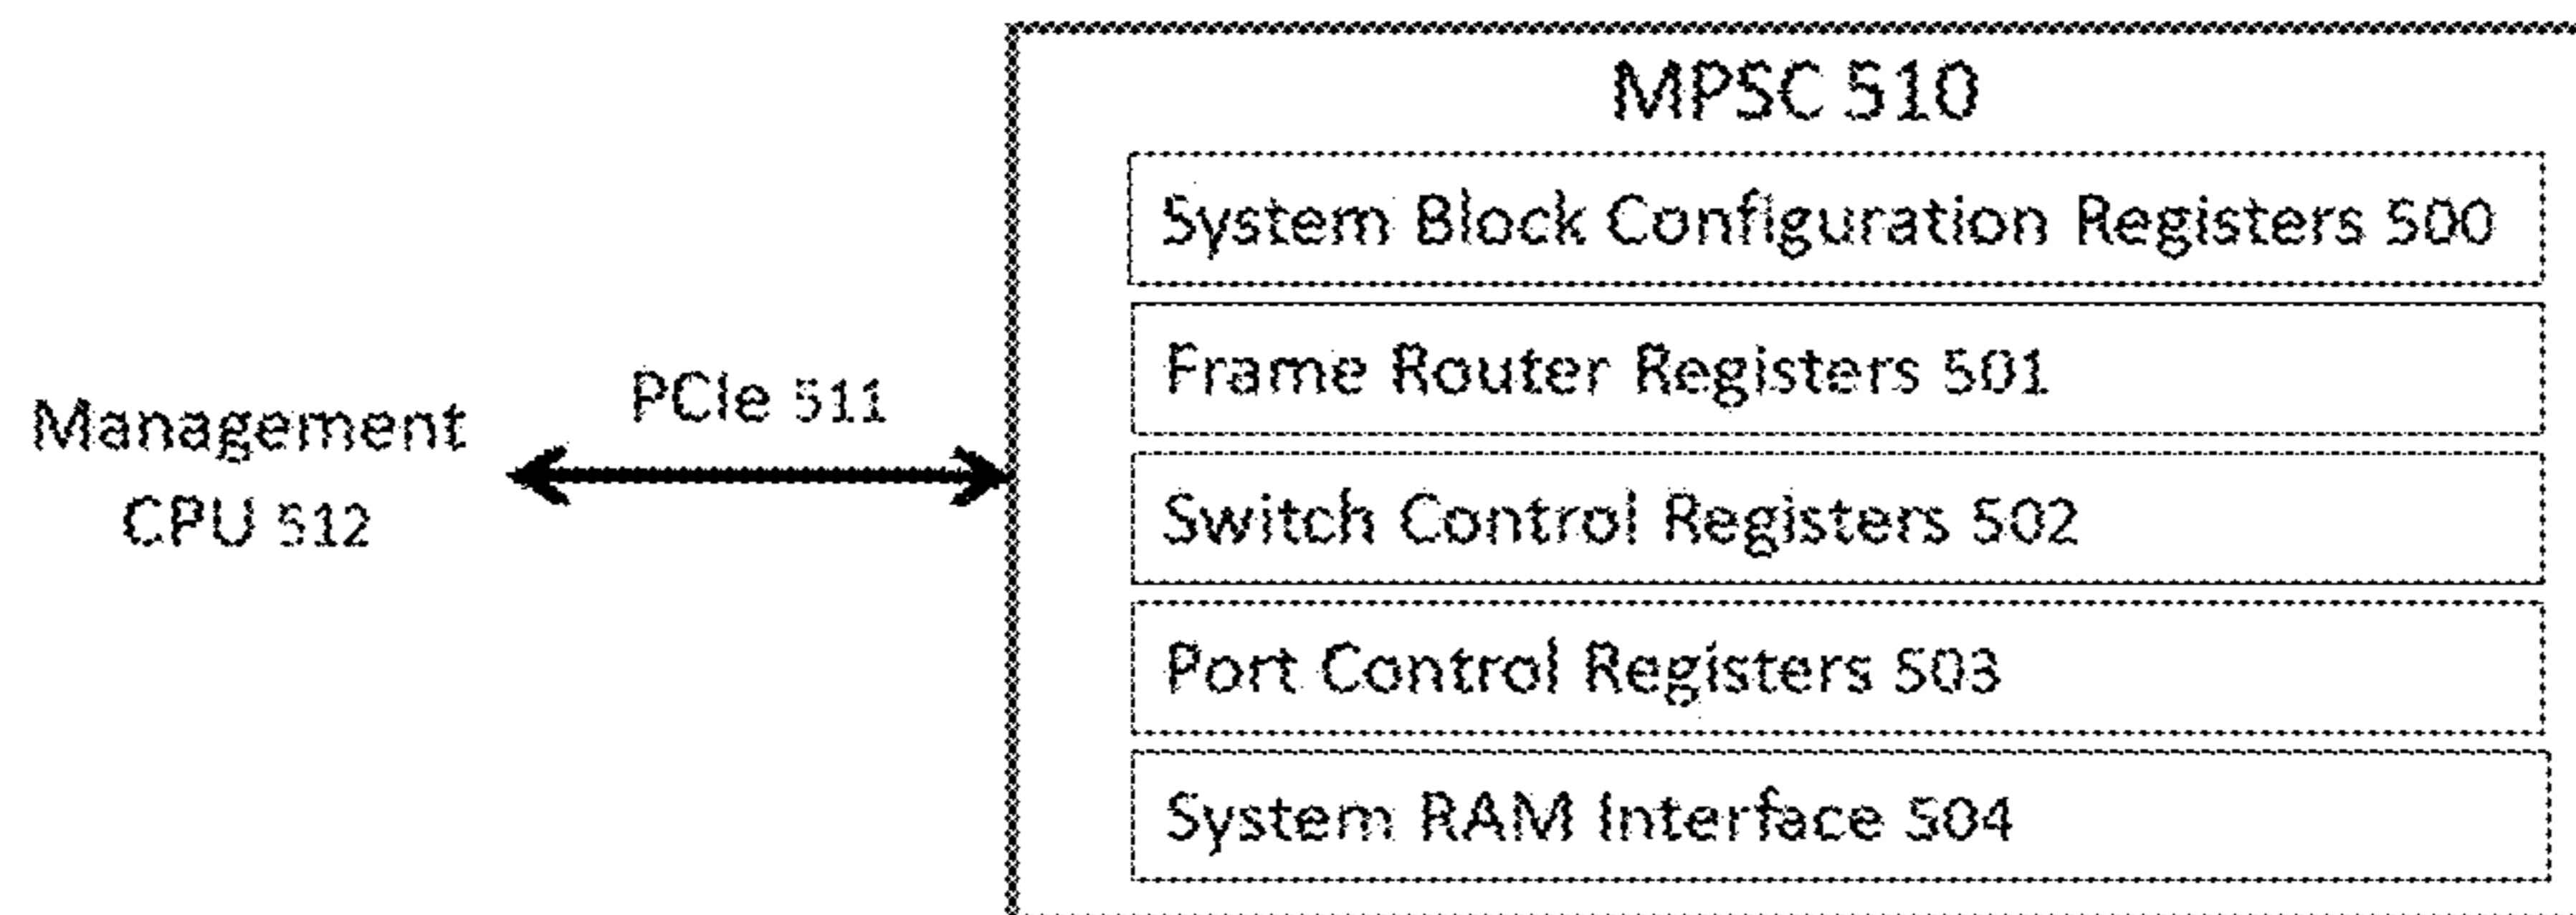 MPSC 510
System Block Configuration Registers 500
Frame Router Registers 501
Switch Control Registers 502
Port Control Registers 503
System RAM Interface 504
PCIe 511
Management
CPU 512